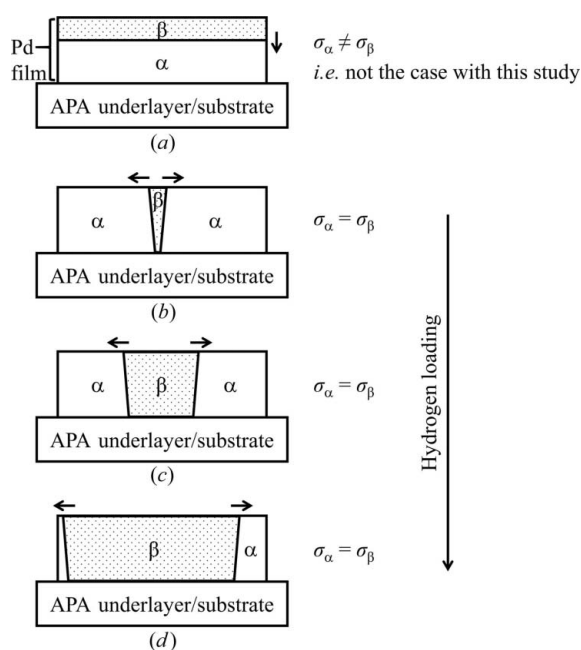 Pd
film
β
α
σα ≠ σβ
i.e. not the case with this study
APA underlayer/substrate
(a)
β
α
α
σα = σβ
APA underlayer/substrate
(b)
α
β
α
σα = σβ
APA underlayer/substrate
(c)
β
α
σα = σβ
APA underlayer/substrate
(d)
Hydrogen loading